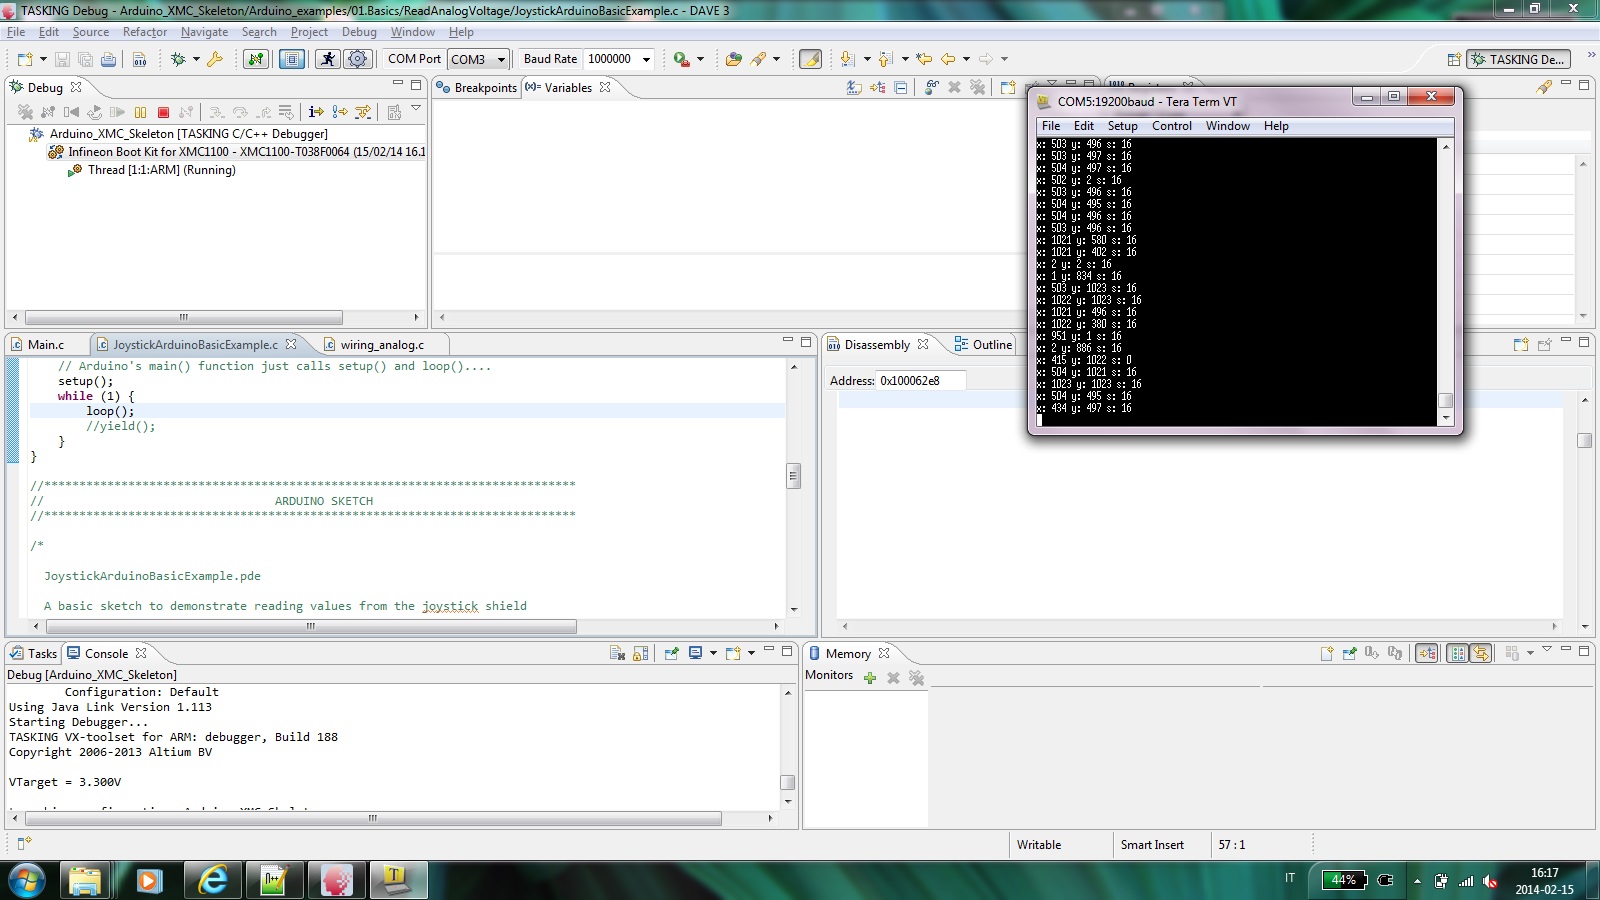 TASKING Debug - Arduino_XMC_Skeleton/Arduino_examples/01.Basics/ReadAnalogVoltage/JoystickArduinoBasicExample.c - DAVE 3
File Edit Source Refactor Navigate Search Project Debug Window Help
COM Port COM3 Baud Rate 1000000 TASKING De...
Debug
Arduino_XMC_Skeleton [TASKING C/C++ Debugger]
Infineon Boot Kit for XMC1100 - XMC1100-T038F0064 (15/02/14 16.1
Thread [1:1:ARM] (Running)
Breakpoints (x)= Variables
COM5:19200baud - Tera Term VT
File Edit Setup Control Window Help
x: 503 y: 496 s: 16
x: 503 y: 497 s: 16
x: 504 y: 497 s: 16
x: 502 y: 2 s: 16
x: 503 y: 496 s: 16
x: 504 y: 495 s: 16
x: 504 y: 496 s: 16
x: 503 y: 496 s: 16
x: 1021 y: 580 s: 16
x: 1021 y: 402 s: 16
x: 2 y: 2 s: 16
x: 1 y: 834 s: 16
x: 503 y: 1023 s: 16
x: 1022 y: 1023 s: 16
x: 1021 y: 496 s: 16
x: 1022 y: 380 s: 16
x: 951 y: 1 s: 16
x: 2 y: 886 s: 16
x: 415 y: 1022 s: 0
x: 504 y: 1021 s: 16
x: 1023 y: 1023 s: 16
x: 504 y: 495 s: 16
x: 434 y: 497 s: 16
Main.c JoystickArduinoBasicExample.c wiring_analog.c
// Arduino's main() function just calls setup() and loop()....
setup();
while (1) {
loop();
//yield();
}
}
//****************************************************************************
// ARDUINO SKETCH
//****************************************************************************
/*
JoystickArduinoBasicExample.pde
A basic sketch to demonstrate reading values from the joystick shield
Disassembly Outline
Address: 0x100062e8
Tasks Console
Debug [Arduino_XMC_Skeleton]
Configuration: Default
Using Java Link Version 1.113
Starting Debugger...
TASKING VX-toolset for ARM: debugger, Build 188
Copyright 2006-2013 Altium BV
VTarget = 3.300V
Memory
Monitors
Writable Smart Insert 57 : 1
IT 44% 16:17
2014-02-15